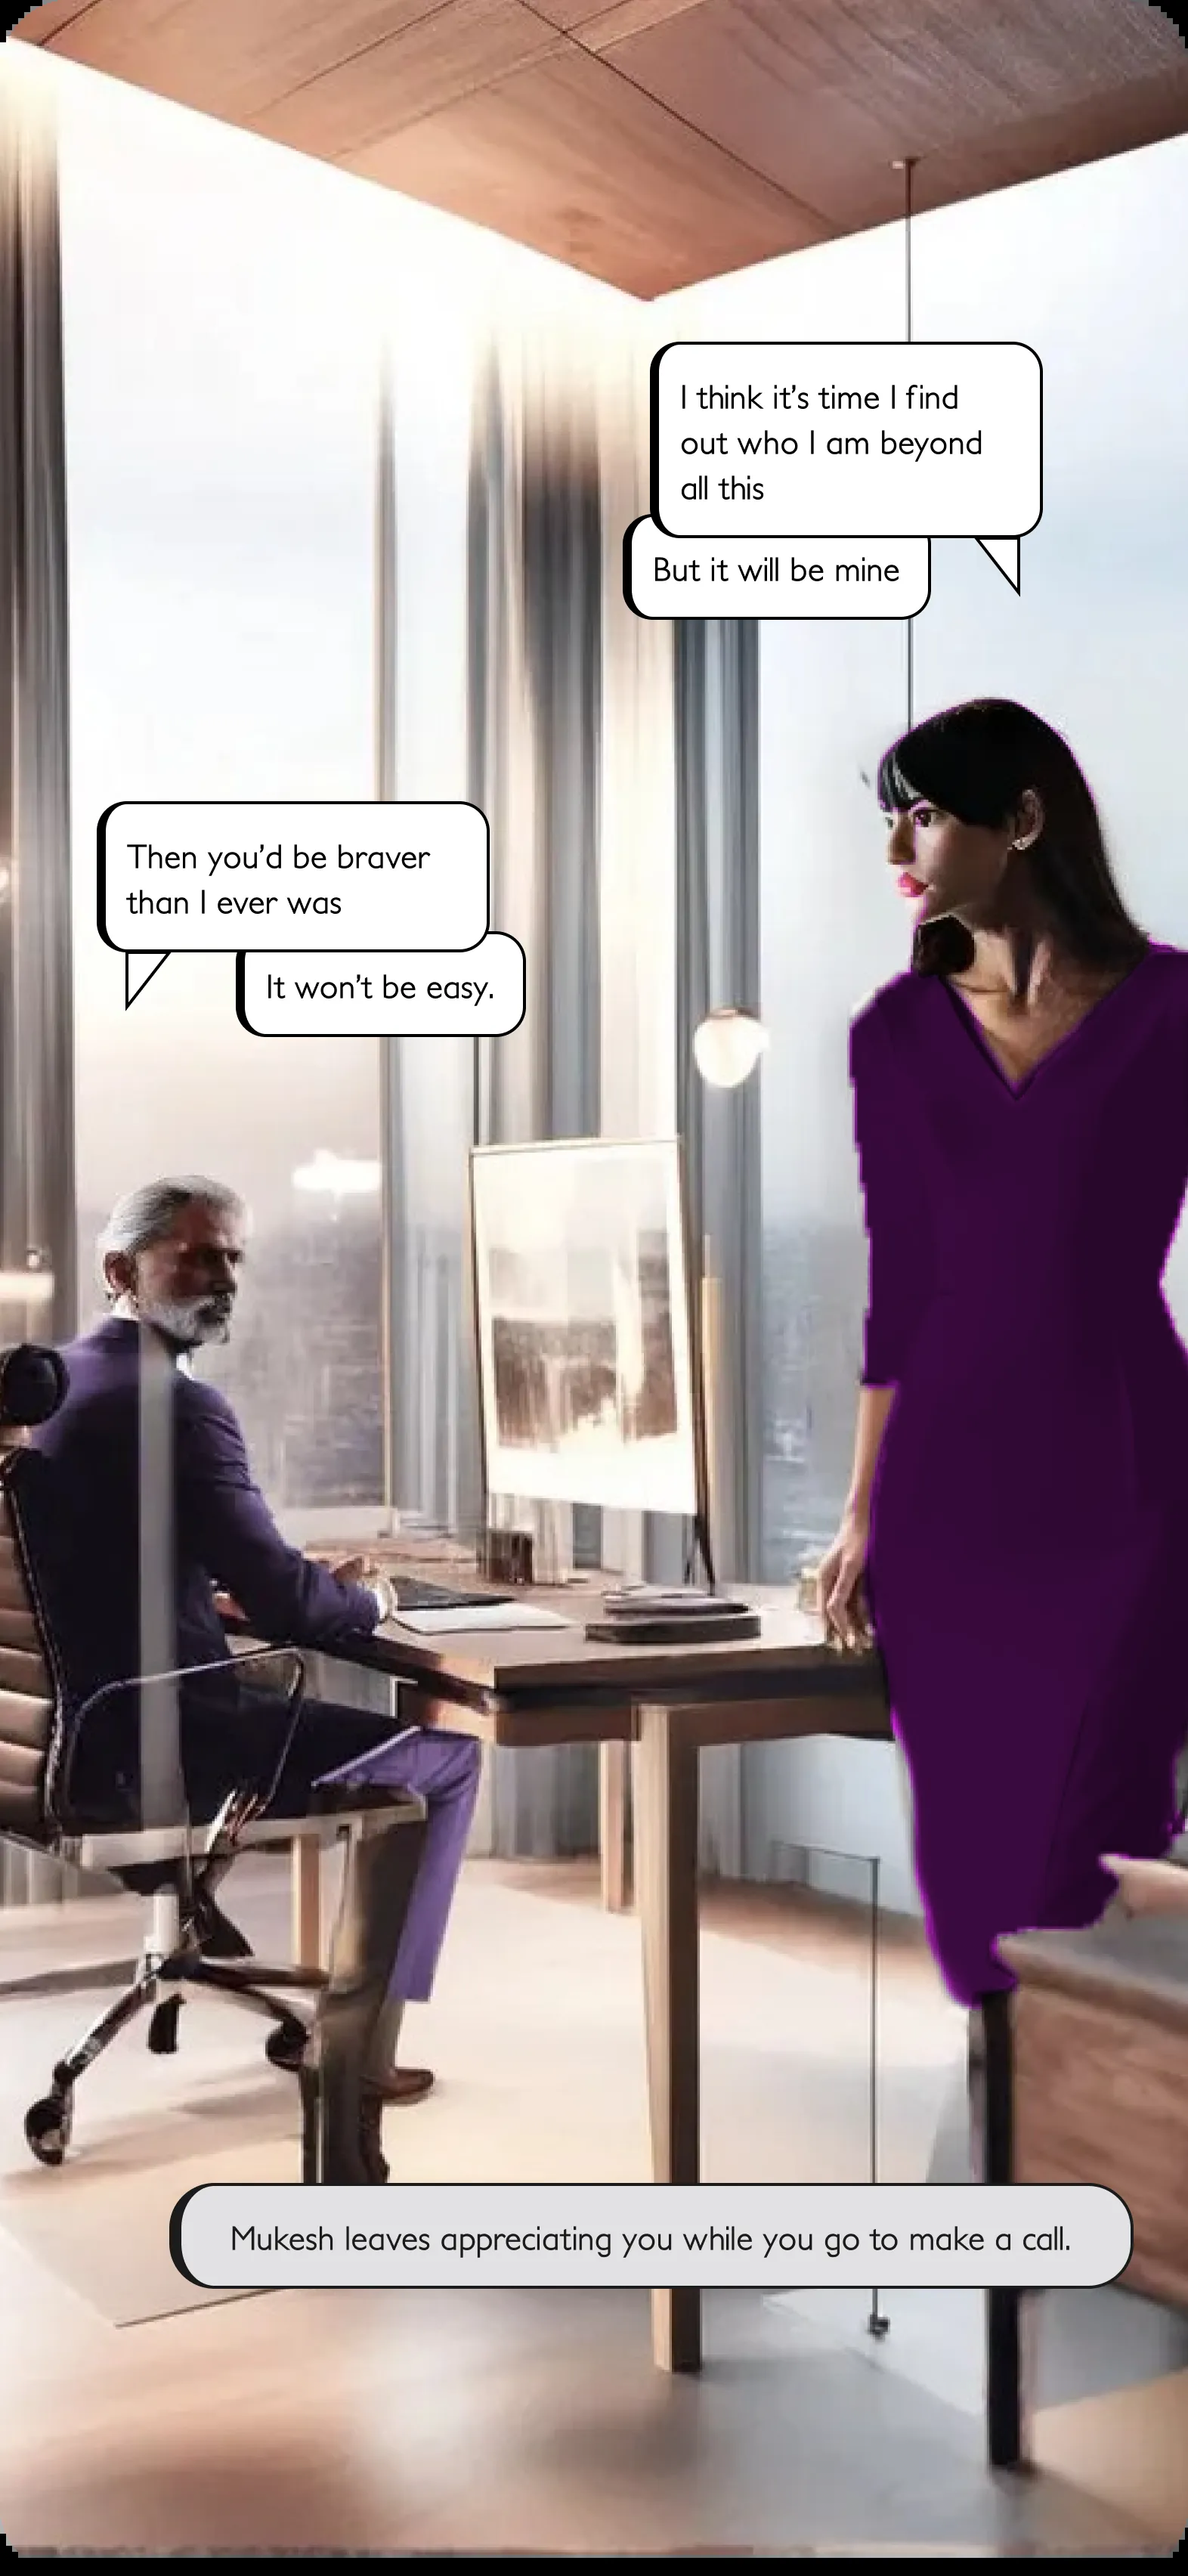 I think it’s time I find
out who I am beyond
all this
But it will be mine
Then you’d be braver
than I ever was
It won’t be easy.
Mukesh leaves appreciating you while you go to make a call.